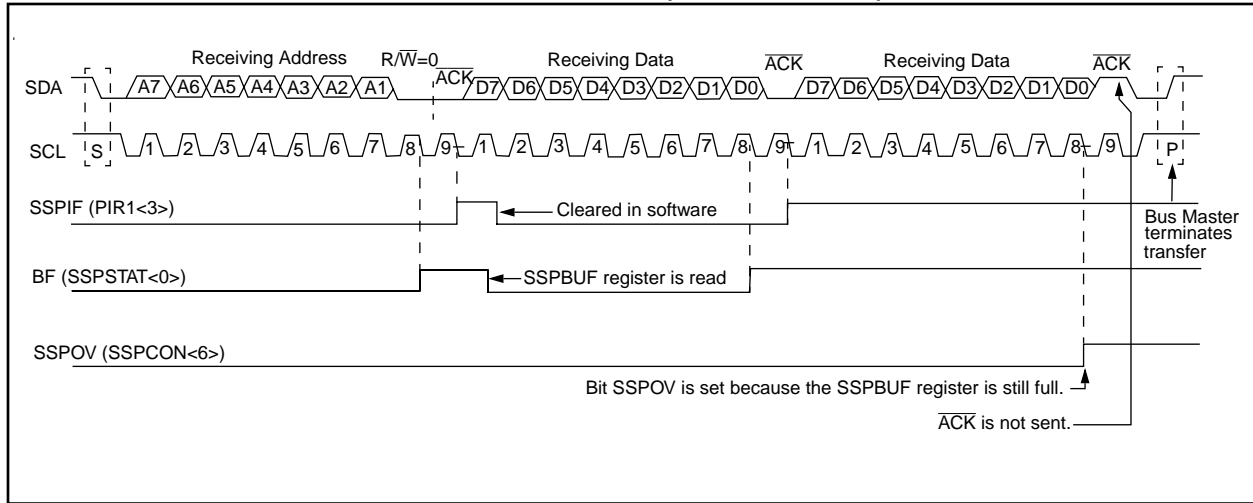 Receiving Address R/W̅=0 Receiving Data A̅C̅K̅ Receiving Data A̅C̅K̅
A̅C̅K̅
SDA A7 A6 A5 A4 A3 A2 A1 D7 D6 D5 D4 D3 D2 D1 D0 D7 D6 D5 D4 D3 D2 D1 D0
SCL S 1 2 3 4 5 6 7 8 9 1 2 3 4 5 6 7 8 9 1 2 3 4 5 6 7 8 9 P
SSPIF (PIR1<3>)
Cleared in software
Bus Master
terminates
transfer
BF (SSPSTAT<0>)
SSPBUF register is read
SSPOV (SSPCON<6>)
Bit SSPOV is set because the SSPBUF register is still full.
A̅C̅K̅ is not sent.